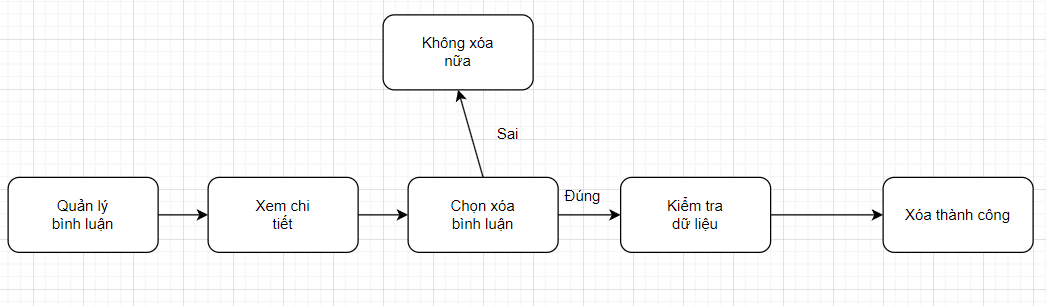 Không xóa
nữa
Sai
Quản lý
bình luận
Xem chi
tiết
Chọn xóa
bình luận
Đúng
Kiểm tra
dữ liệu
Xóa thành công